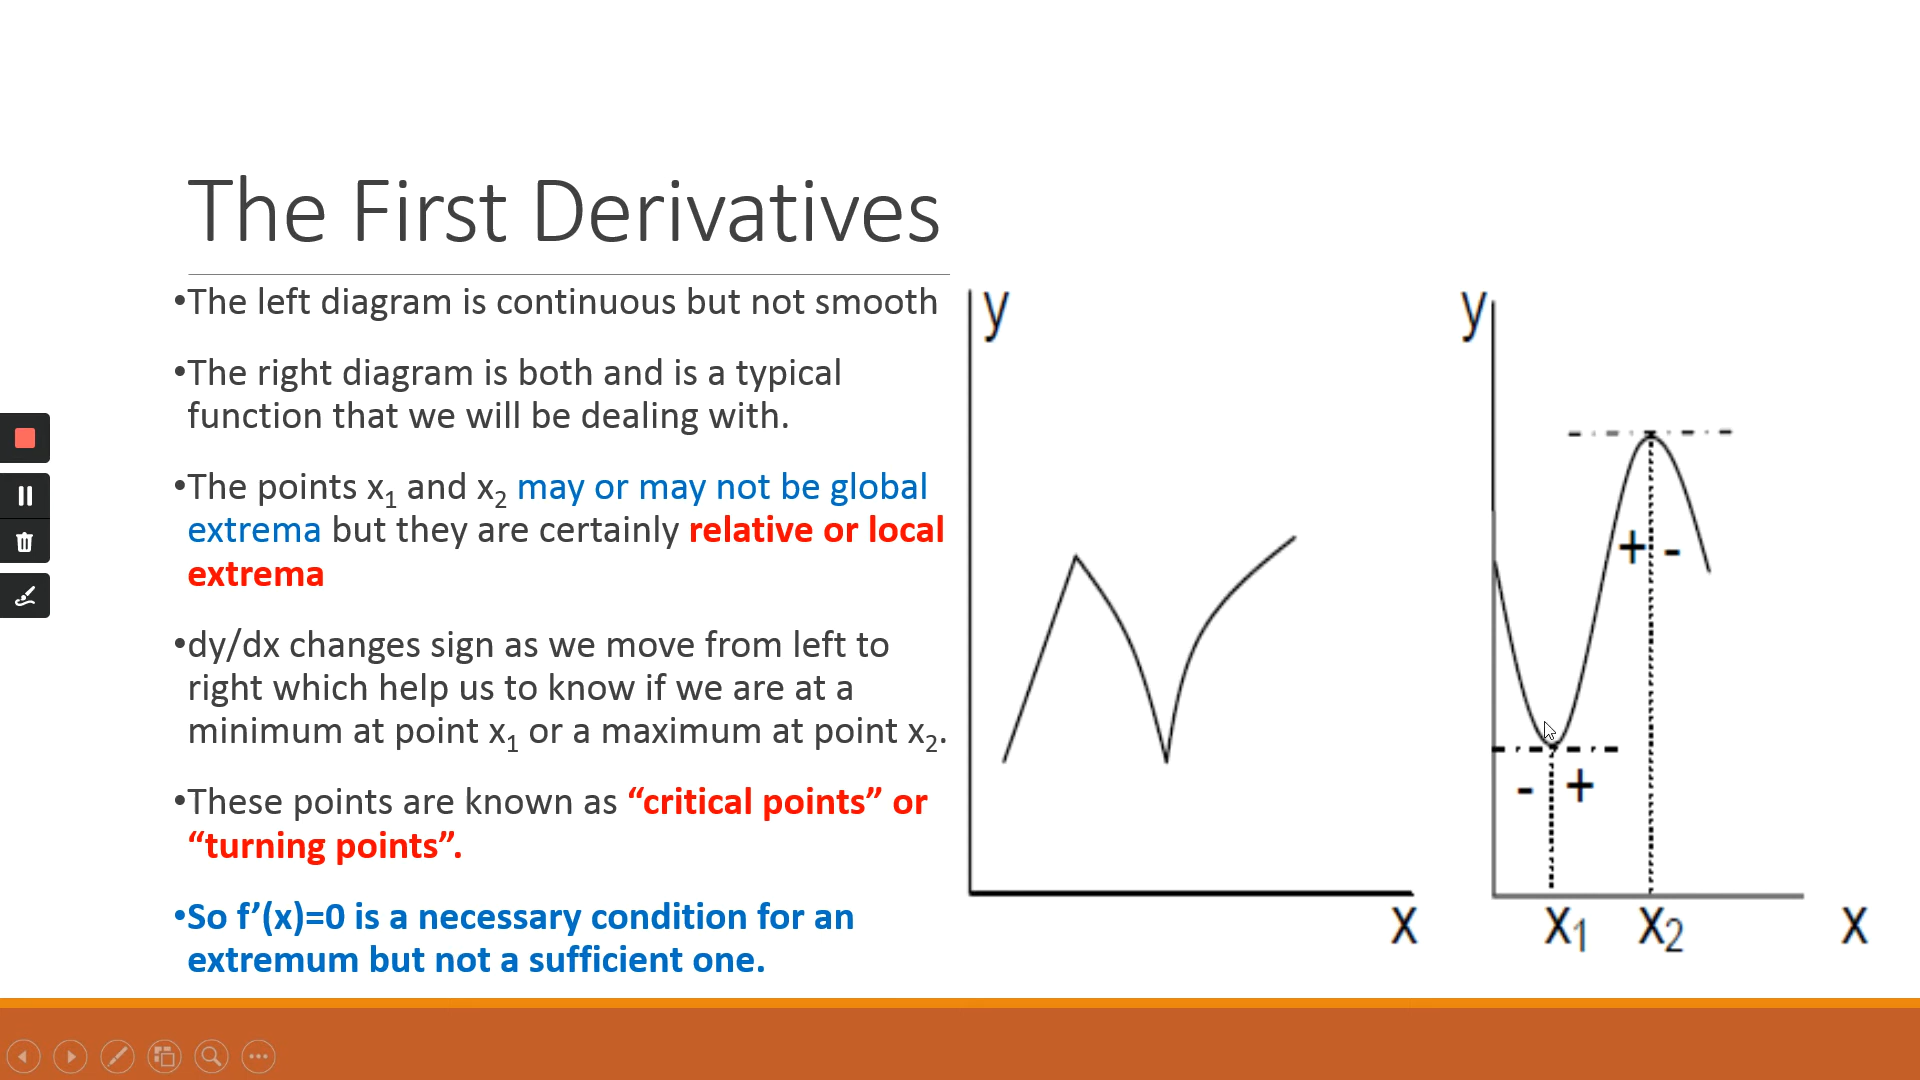 The First Derivatives
•The left diagram is continuous but not smooth
•The right diagram is both and is a typical
function that we will be dealing with.
•The points x₁ and x₂ may or may not be global
extrema but they are certainly relative or local
extrema
•dy/dx changes sign as we move from left to
right which help us to know if we are at a
minimum at point x₁ or a maximum at point x₂.
•These points are known as “critical points” or
“turning points”.
•So f’(x)=0 is a necessary condition for an
extremum but not a sufficient one.
y
x
y
+ -
- +
x₁ x₂ x